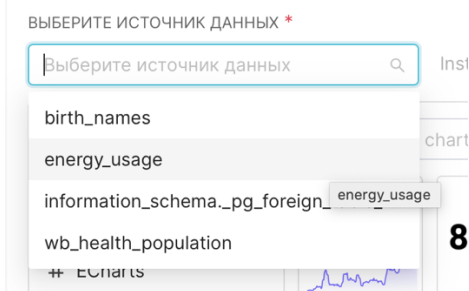 ВЫБЕРИТЕ ИСТОЧНИК ДАННЫХ *
Выберите источник данных
Inst
birth_names
chart
energy_usage
information_schema._pg_foreign_
energy_usage
8
wb_health_population
# ECharts